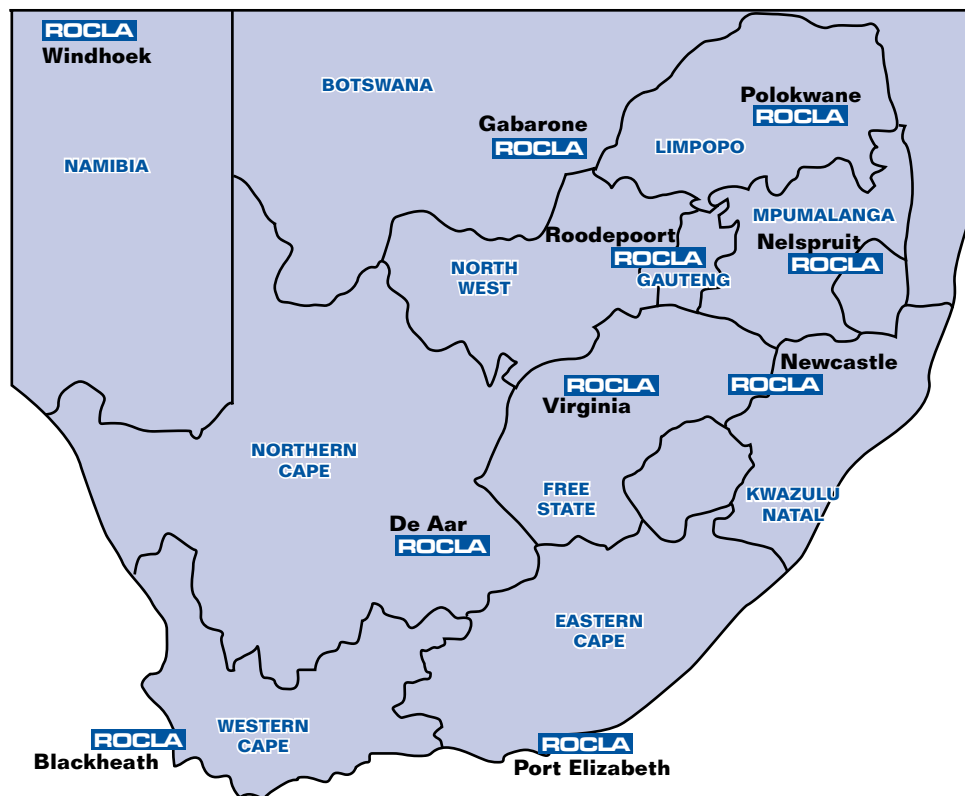 ROCLA
Windhoek
BOTSWANA
Polokwane
ROCLA
Gabarone
ROCLA
LIMPOPO
NAMIBIA
MPUMALANGA
Roodepoort
ROCLA
GAUTENG
Nelspruit
ROCLA
NORTH
WEST
Newcastle
ROCLA
ROCLA
Virginia
NORTHERN
CAPE
FREE
STATE
KWAZULU
NATAL
De Aar
ROCLA
EASTERN
CAPE
WESTERN
CAPE
ROCLA
Blackheath
ROCLA
Port Elizabeth